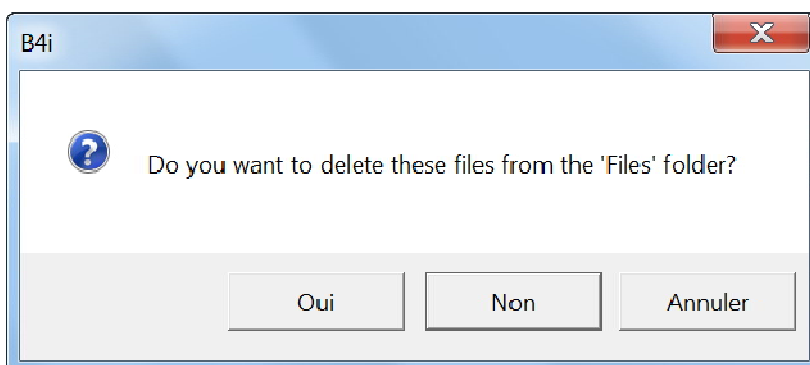 B4i
Do you want to delete these files from the 'Files' folder?
Oui
Non
Annuler